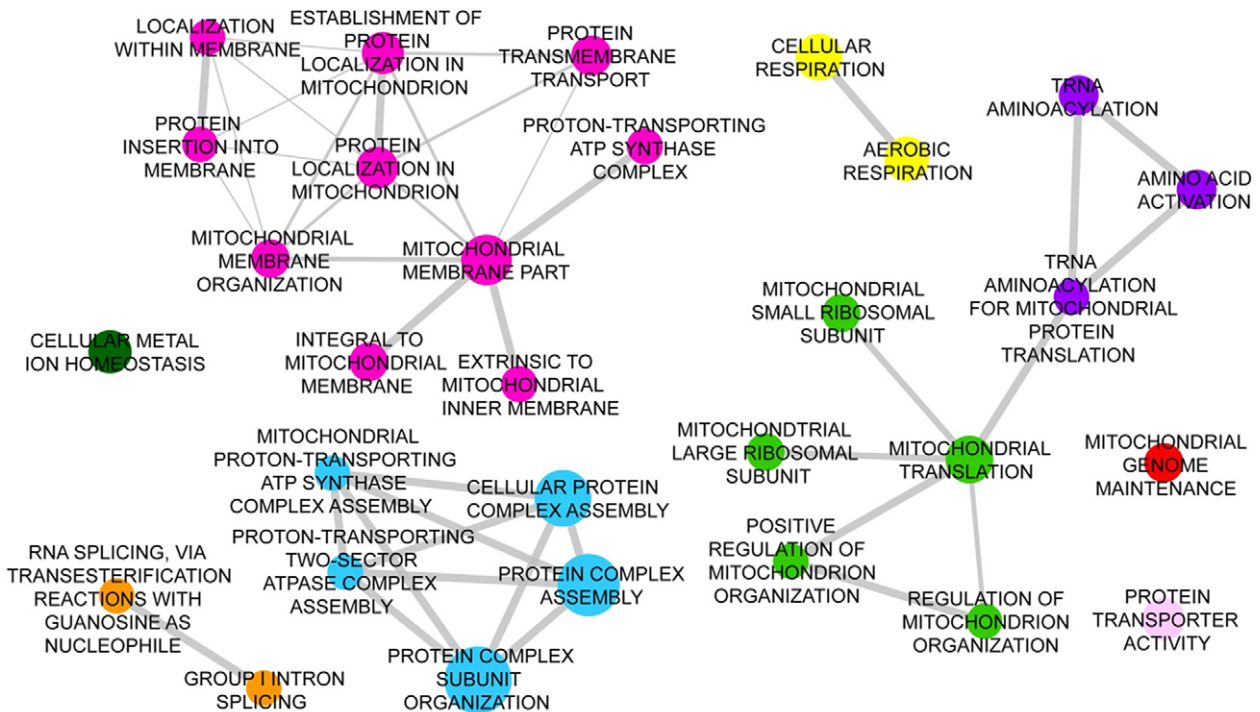 LOCALIZATION
WITHIN MEMBRANE
ESTABLISHMENT OF
PROTEIN
LOCALIZATION IN
MITOCHONDRION
PROTEIN
TRANSMEMBRANE
TRANSPORT
PROTEIN
INSERTION INTO
MEMBRANE
PROTEIN
LOCALIZATION IN
MITOCHONDRION
PROTON-TRANSPORTING
ATP SYNTHASE
COMPLEX
MITOCHONDRIAL
MEMBRANE
ORGANIZATION
MITOCHONDRIAL
MEMBRANE PART
INTEGRAL TO
MITOCHONDRIAL
MEMBRANE
EXTRINSIC TO
MITOCHONDRIAL
INNER MEMBRANE
CELLULAR METAL
ION HOMEOSTASIS
CELLULAR
RESPIRATION
AEROBIC
RESPIRATION
TRNA
AMINOACYLATION
AMINO ACID
ACTIVATION
TRNA
AMINOACYLATION
FOR MITOCHONDRIAL
PROTEIN
TRANSLATION
MITOCHONDRIAL
SMALL RIBOSOMAL
SUBUNIT
MITOCHONDTRIAL
LARGE RIBOSOMAL
SUBUNIT
MITOCHONDRIAL
TRANSLATION
MITOCHONDRIAL
GENOME
MAINTENANCE
POSITIVE
REGULATION OF
MITOCHONDRION
ORGANIZATION
REGULATION OF
MITOCHONDRION
ORGANIZATION
PROTEIN
TRANSPORTER
ACTIVITY
MITOCHONDRIAL
PROTON-TRANSPORTING
ATP SYNTHASE
COMPLEX ASSEMBLY
CELLULAR PROTEIN
COMPLEX ASSEMBLY
PROTON-TRANSPORTING
TWO-SECTOR
ATPASE COMPLEX
ASSEMBLY
PROTEIN COMPLEX
ASSEMBLY
PROTEIN COMPLEX
SUBUNIT
ORGANIZATION
RNA SPLICING, VIA
TRANSESTERIFICATION
REACTIONS WITH
GUANOSINE AS
NUCLEOPHILE
GROUP I INTRON
SPLICING